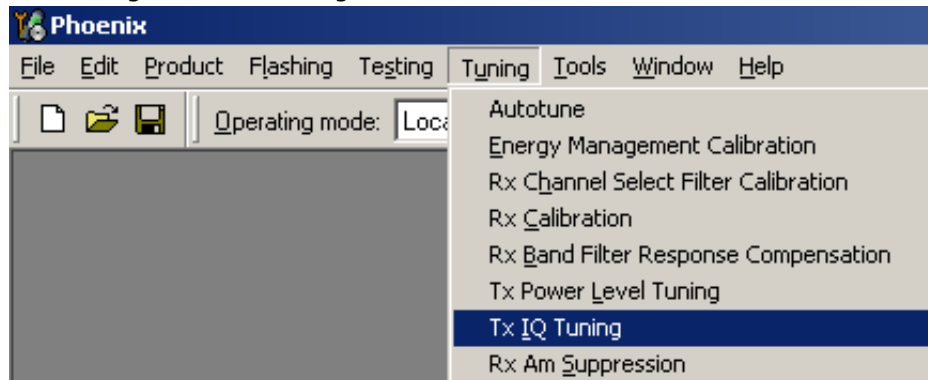 Phoenix
File Edit Product Flashing Testing Tuning Tools Window Help
Operating mode: Loca
Autotune
Energy Management Calibration
Rx Channel Select Filter Calibration
Rx Calibration
Rx Band Filter Response Compensation
Tx Power Level Tuning
Tx IQ Tuning
Rx Am Suppression